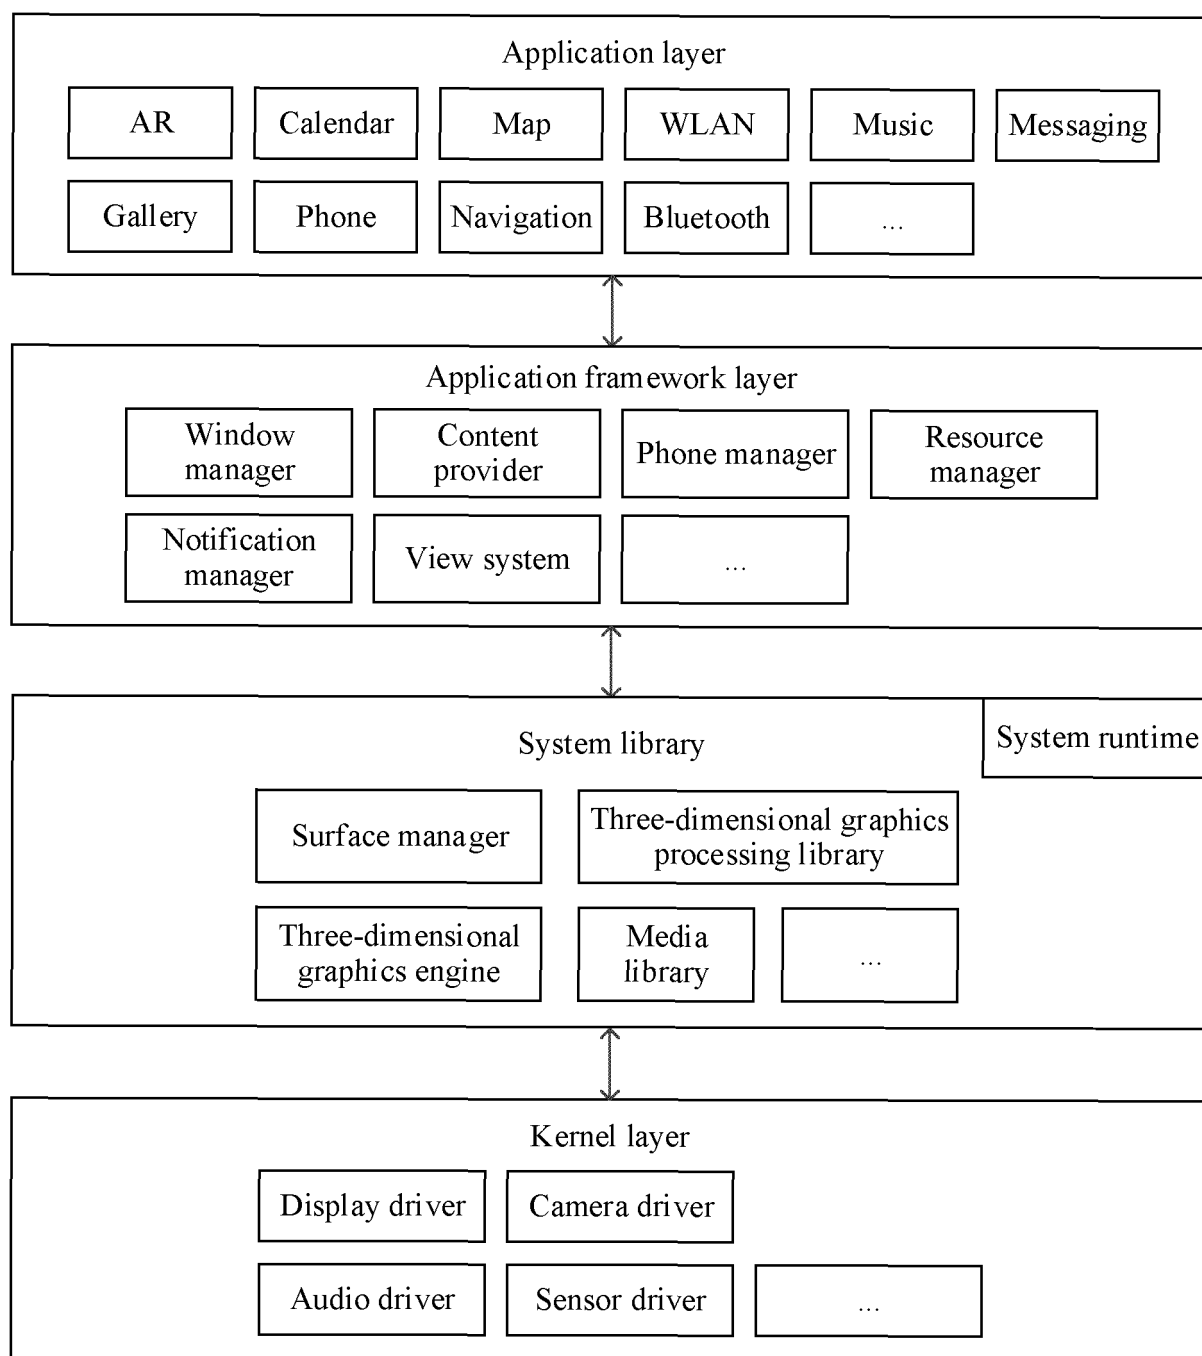 Application layer
AR
Calendar
Map
WLAN
Music
Messaging
Gallery
Phone
Navigation
Bluetooth
...
Application framework layer
Window
manager
Content
provider
Phone manager
Resource
manager
Notification
manager
View system
...
System library
System runtime
Surface manager
Three-dimensional graphics
processing library
Three-dimensional
graphics engine
Media
library
...
Kernel layer
Display driver
Camera driver
Audio driver
Sensor driver
...